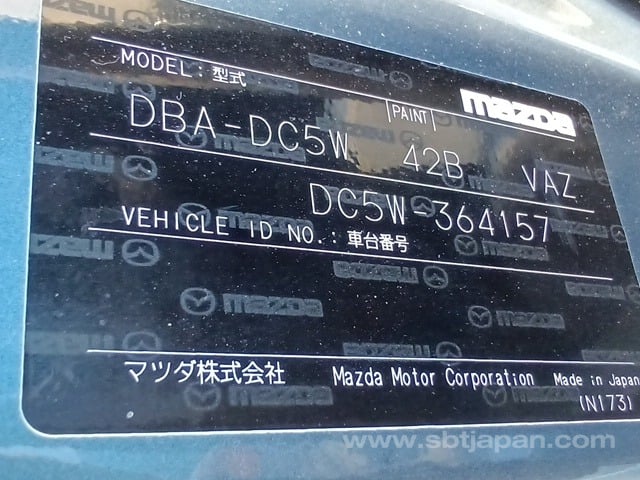 MODEL: 型式
PAINT
mazda
DBA-DC5W 42B VAZ
DC5W-364157
VEHICLE ID NO.: 車台番号
マツダ株式会社 Mazda Motor Corporation Made in Japan
(N173)
www.sbtjapan.com